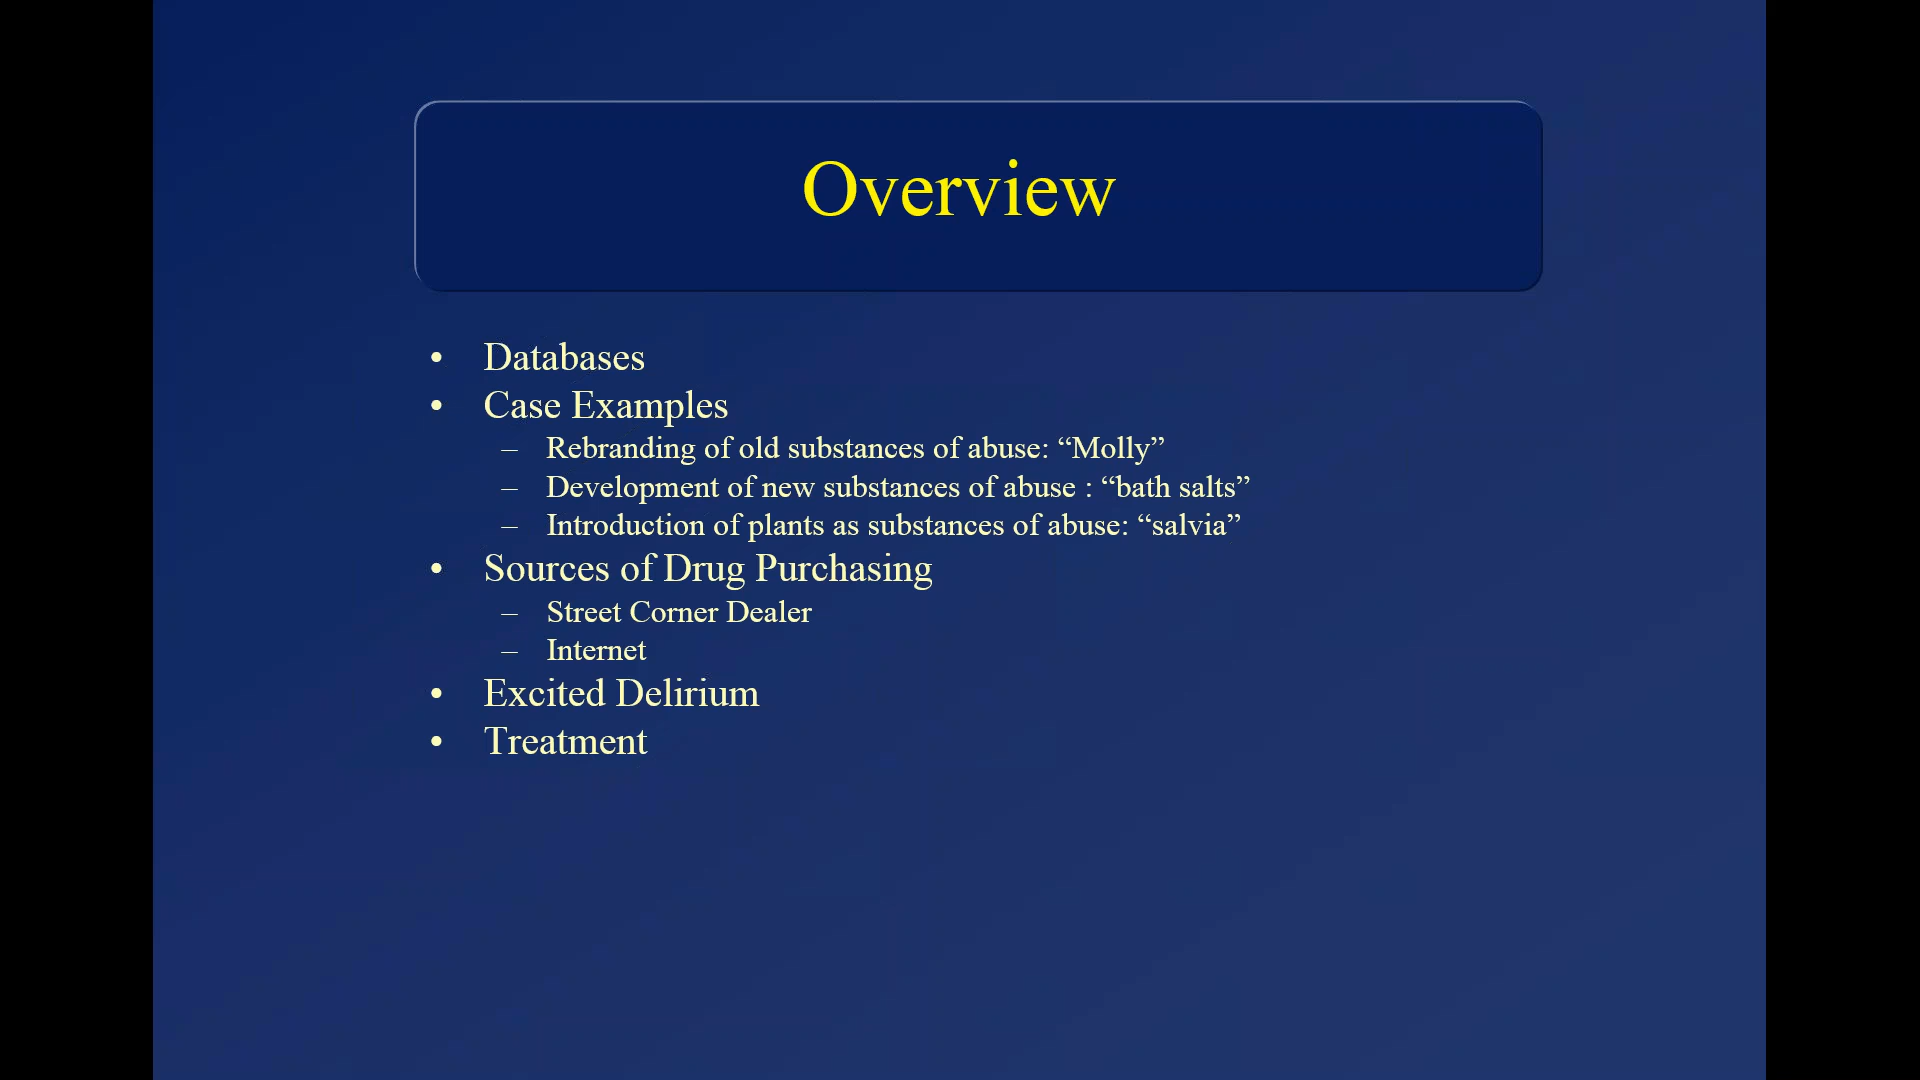 Overview
• Databases
• Case Examples
– Rebranding of old substances of abuse: “Molly”
– Development of new substances of abuse : “bath salts”
– Introduction of plants as substances of abuse: “salvia”
• Sources of Drug Purchasing
– Street Corner Dealer
– Internet
• Excited Delirium
• Treatment